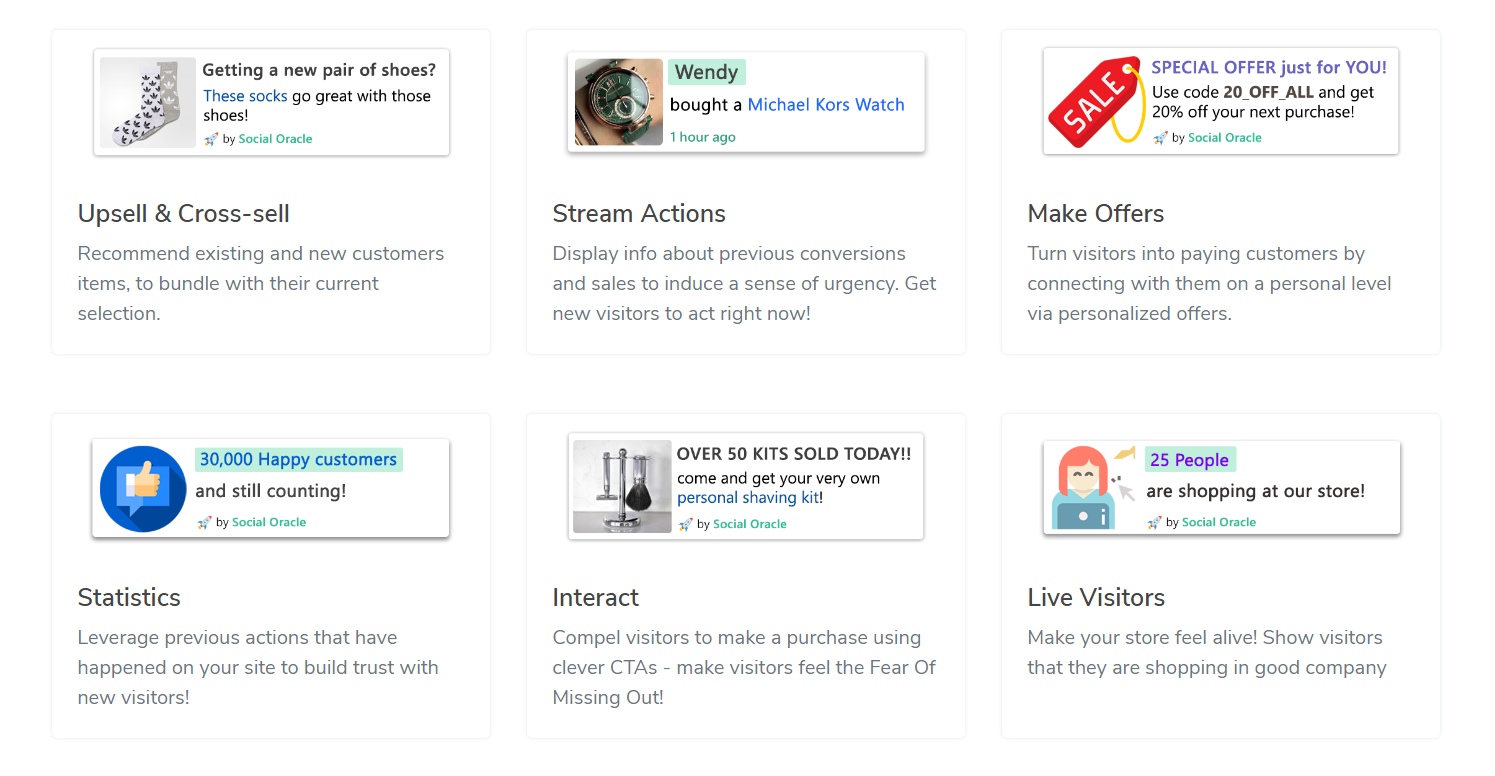 Getting a new pair of shoes?
These socks go great with those
shoes!
by Social Oracle
Upsell & Cross-sell
Recommend existing and new customers
items, to bundle with their current
selection.
Wendy
bought a Michael Kors Watch
1 hour ago
Stream Actions
Display info about previous conversions
and sales to induce a sense of urgency. Get
new visitors to act right now!
SALE
SPECIAL OFFER just for YOU!
Use code 20_OFF_ALL and get
20% off your next purchase!
by Social Oracle
Make Offers
Turn visitors into paying customers by
connecting with them on a personal level
via personalized offers.
30,000 Happy customers
and still counting!
by Social Oracle
Statistics
Leverage previous actions that have
happened on your site to build trust with
new visitors!
OVER 50 KITS SOLD TODAY!!
come and get your very own
personal shaving kit!
by Social Oracle
Interact
Compel visitors to make a purchase using
clever CTAs - make visitors feel the Fear Of
Missing Out!
25 People
are shopping at our store!
by Social Oracle
Live Visitors
Make your store feel alive! Show visitors
that they are shopping in good company